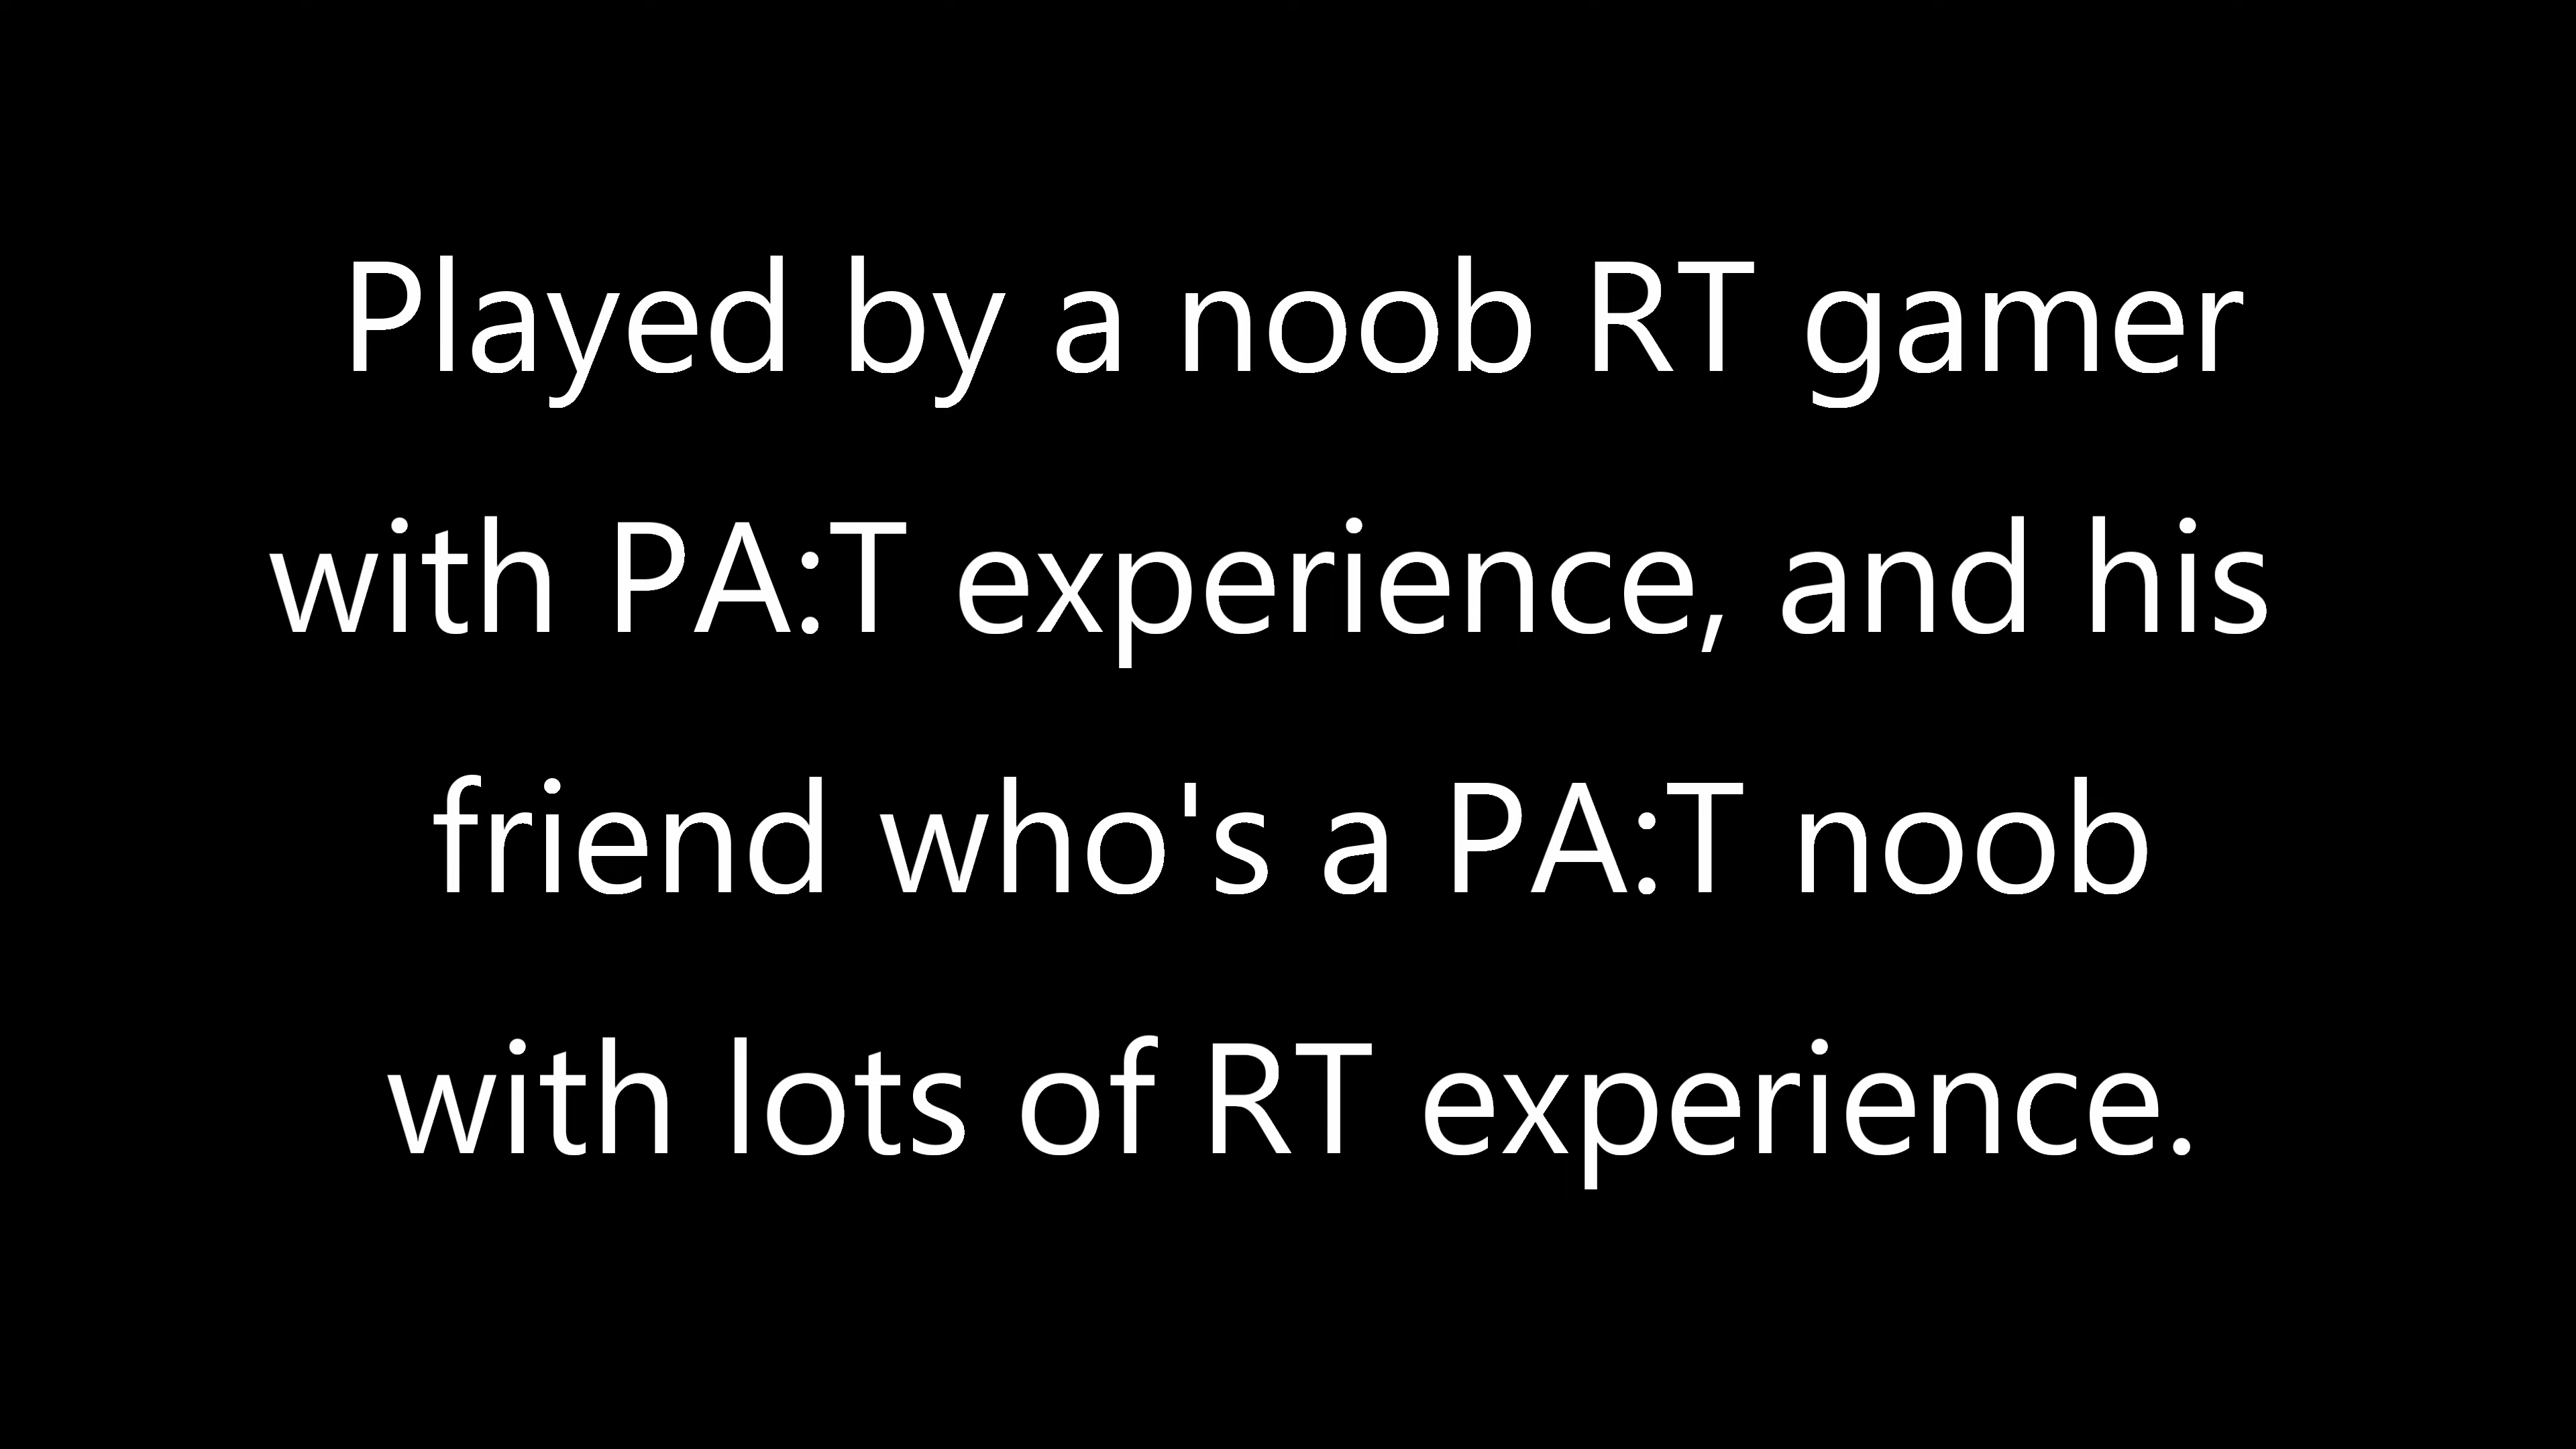 Played by a noob RT gamer
with PA:T experience, and his
friend who's a PA:T noob
with lots of RT experience.